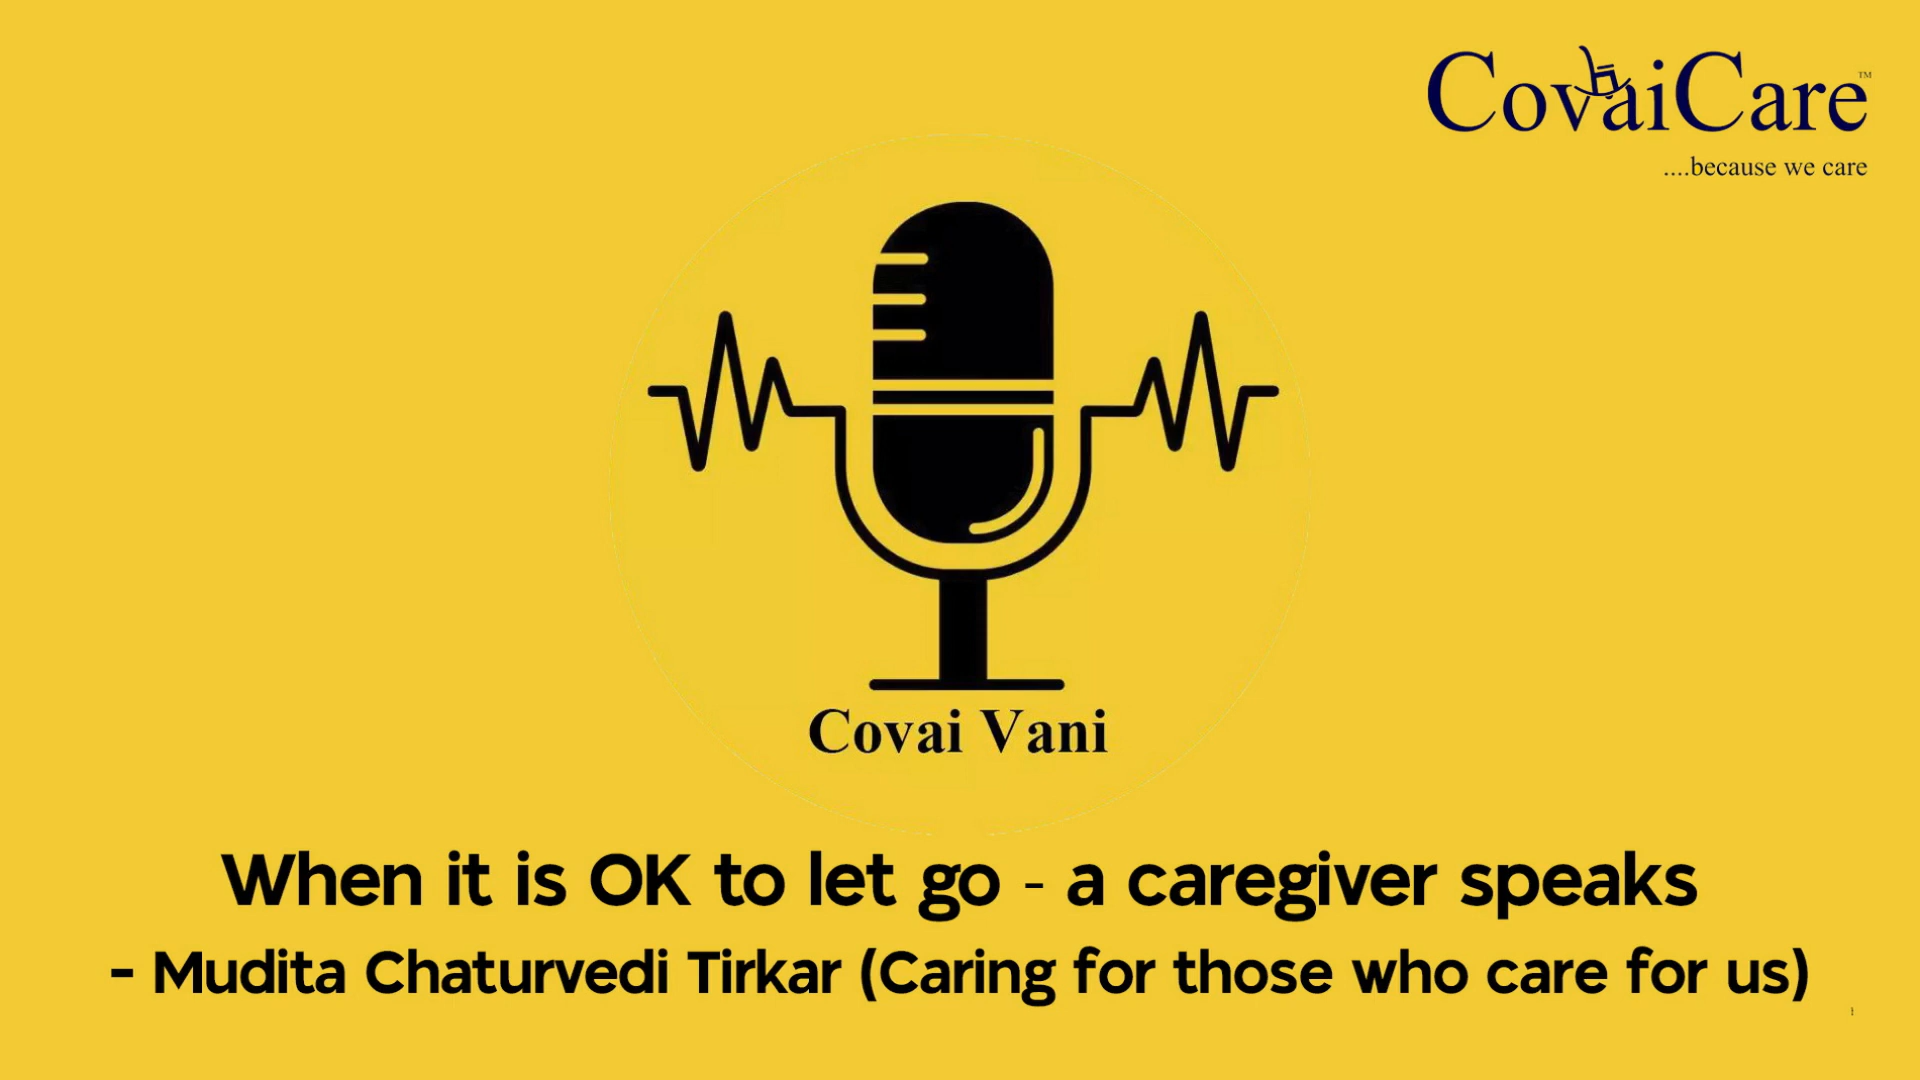 CovaiCare™
....because we care
Covai Vani
When it is OK to let go - a caregiver speaks
- Mudita Chaturvedi Tirkar (Caring for those who care for us)